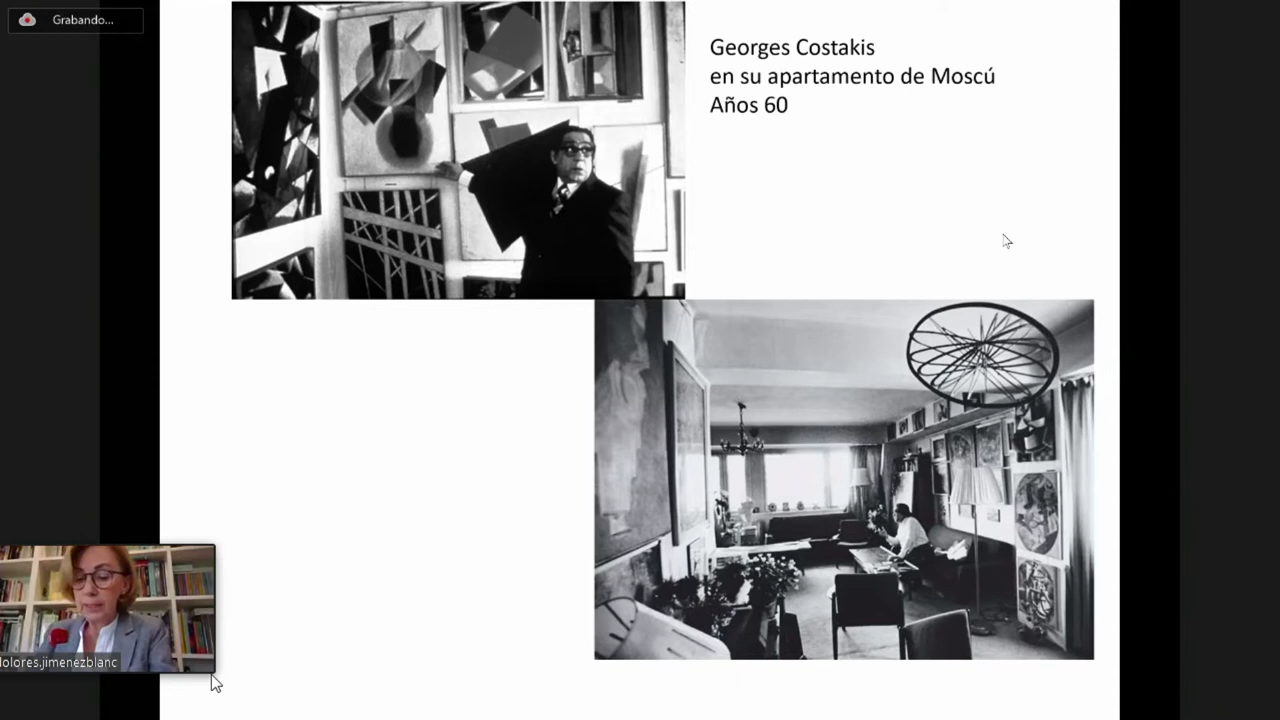 Grabando...
Georges Costakis
en su apartamento de Moscú
Años 60
dolores.jimenezblanc